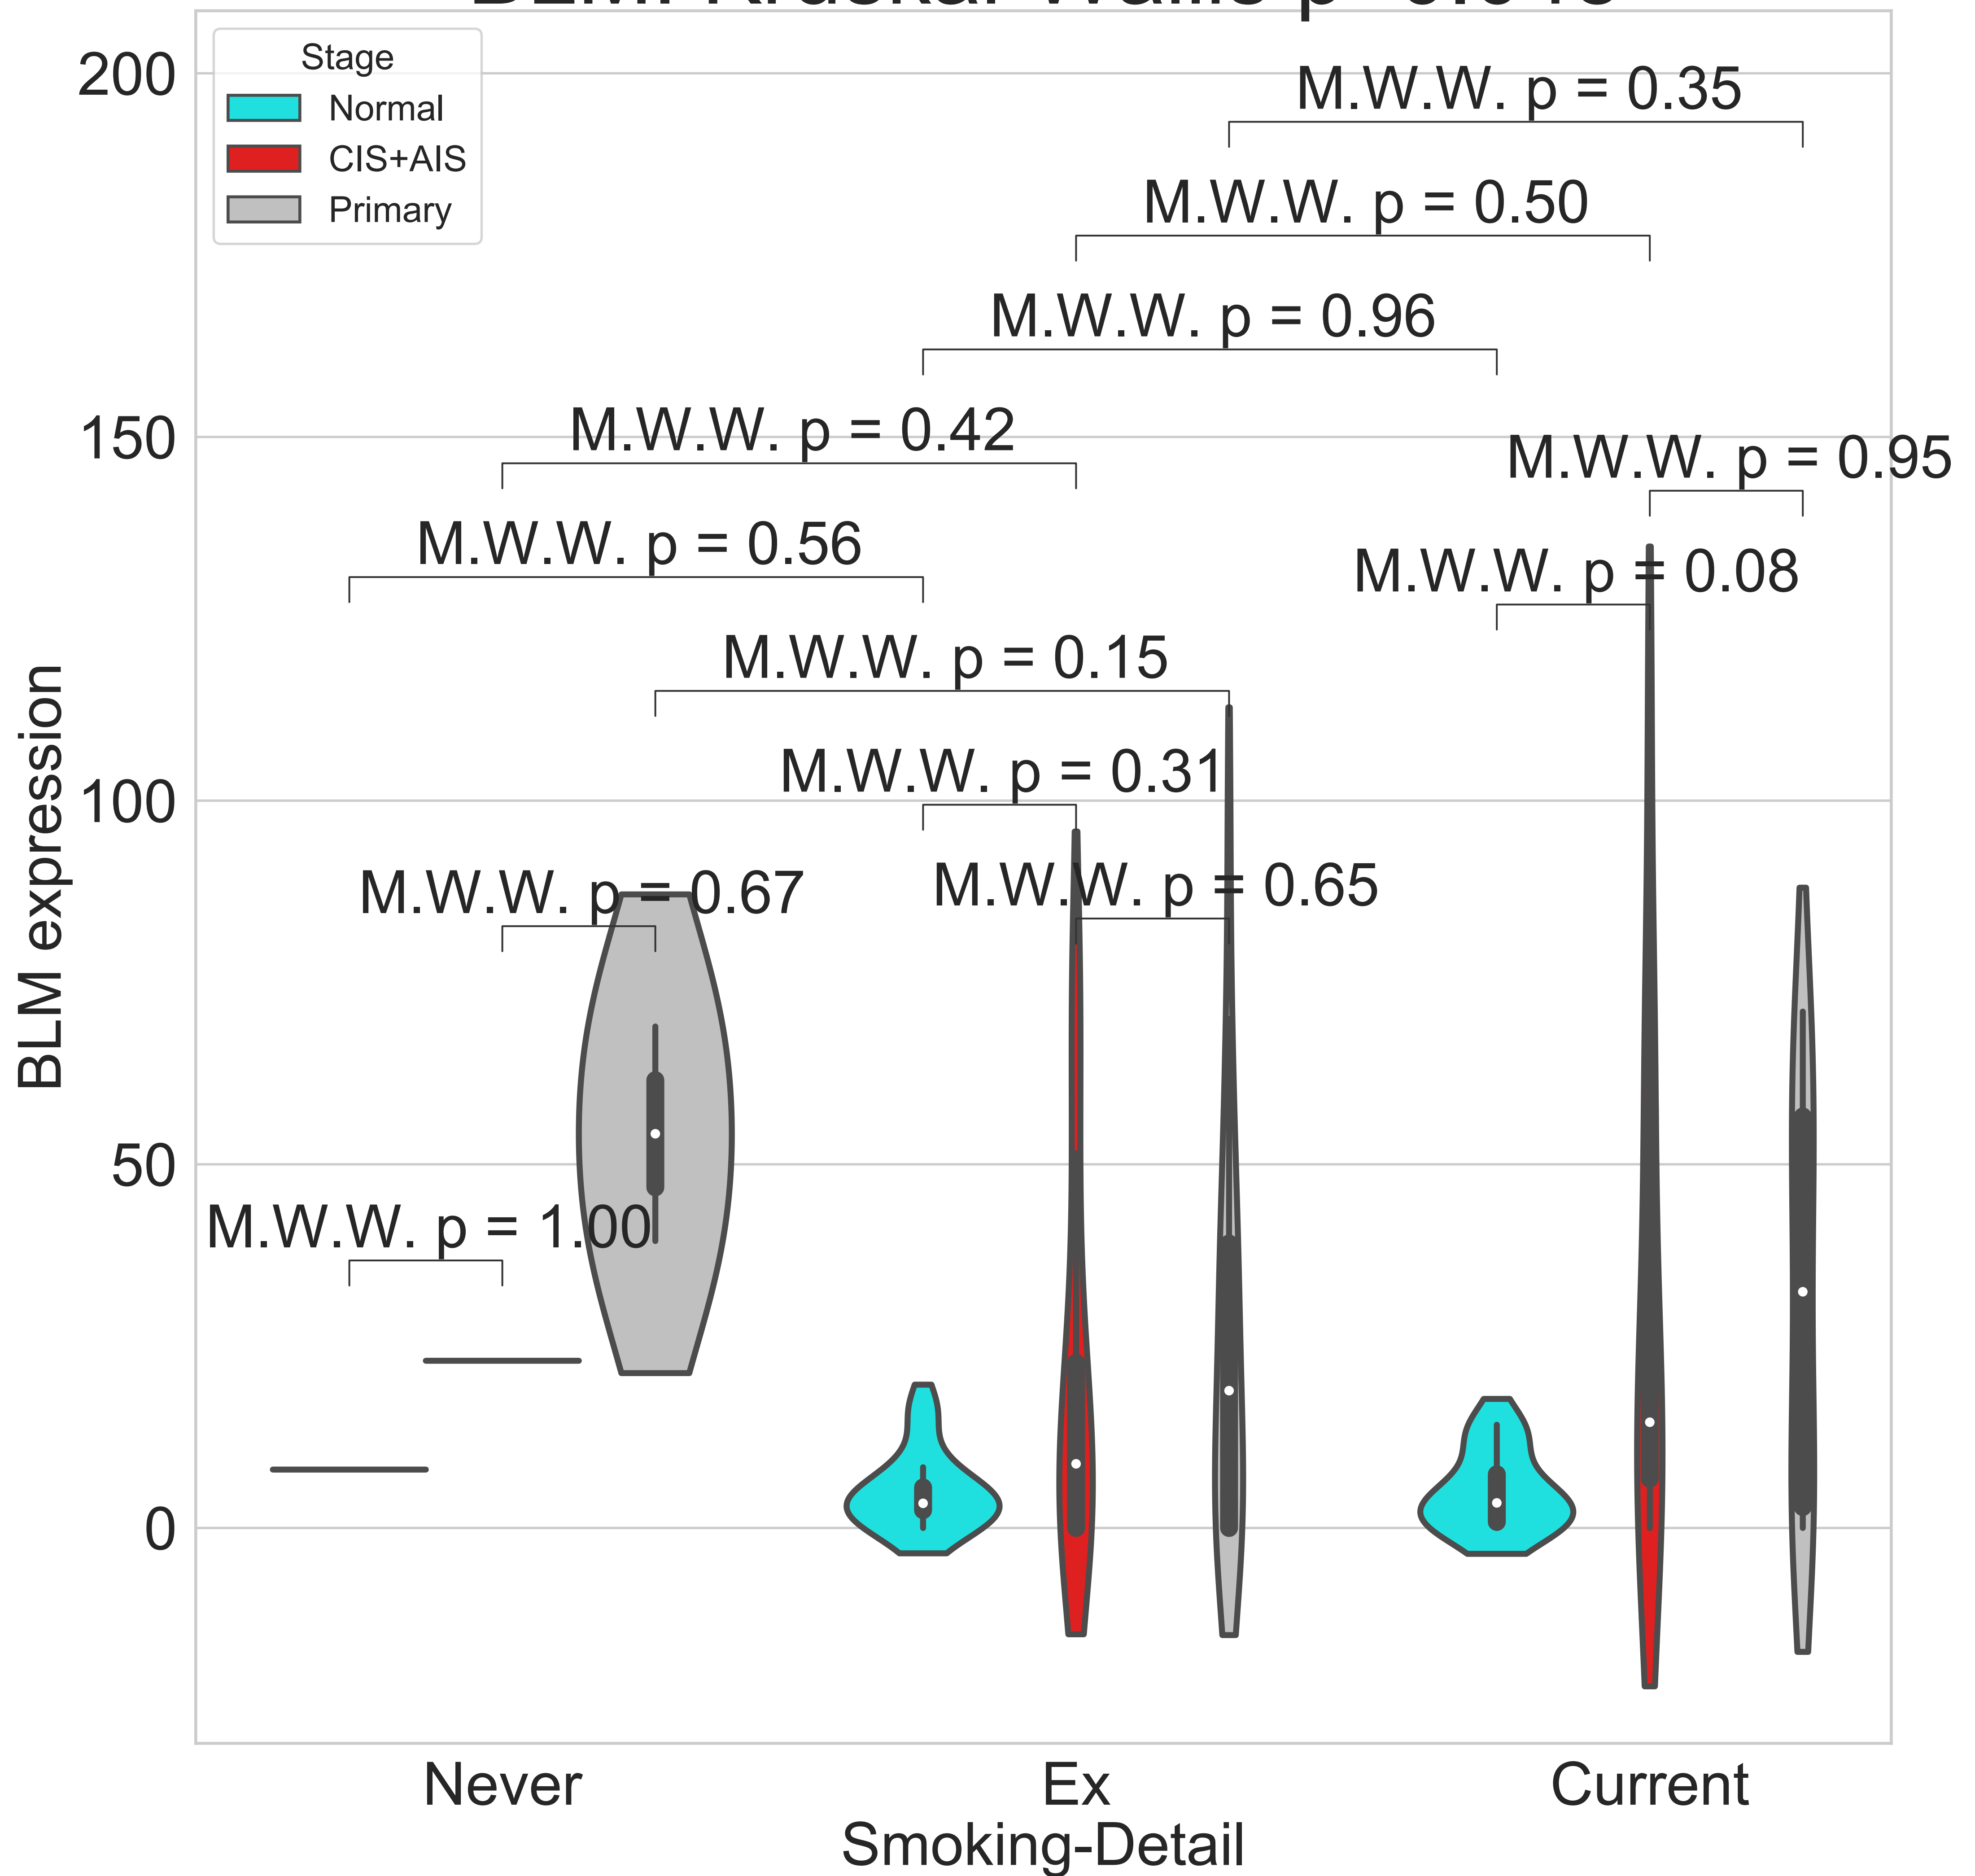 Stage
Normal
CIS+AIS
Primary
M.W.W. p = 0.35
M.W.W. p = 0.50
M.W.W. p = 0.96
M.W.W. p = 0.42
M.W.W. p = 0.95
M.W.W. p = 0.56
M.W.W. p = 0.08
M.W.W. p = 0.15
M.W.W. p = 0.31
M.W.W. p = 0.67
M.W.W. p = 0.65
M.W.W. p = 1.00
200
150
100
50
0
BLM expression
Never
Ex
Current
Smoking-Detail